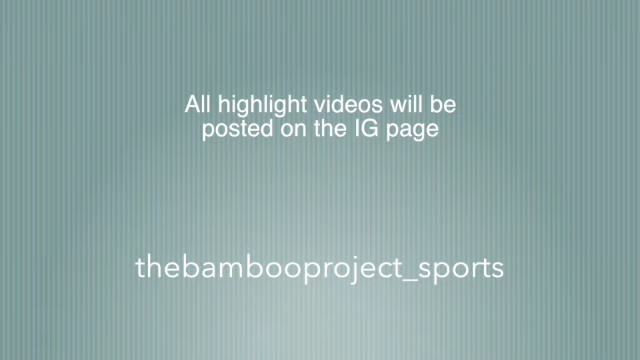 All highlight videos will be
posted on the IG page
thebambooproject_sports